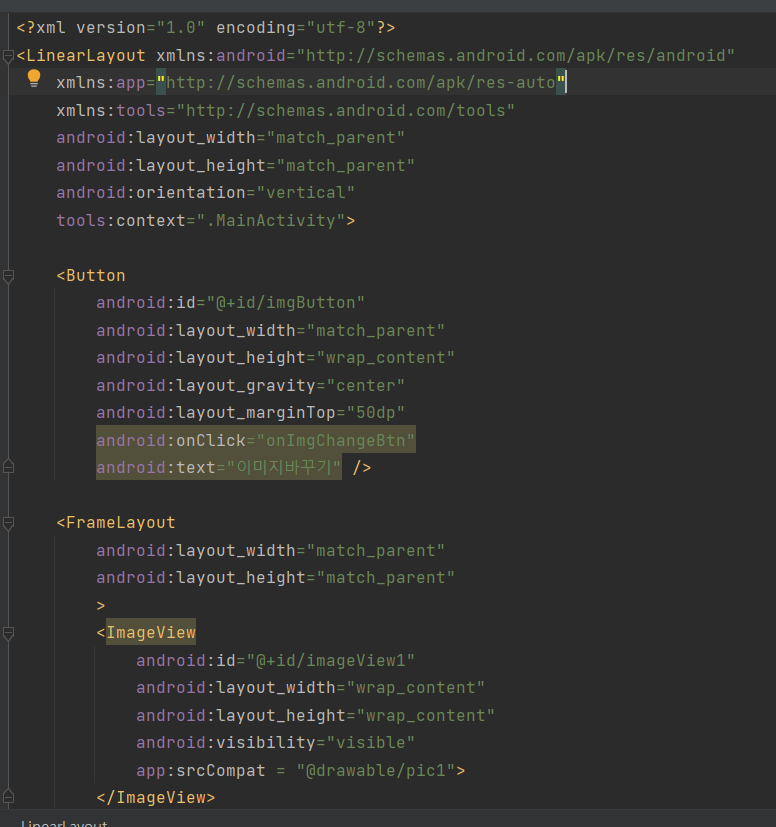 <?xml version="1.0" encoding="utf-8"?>
<LinearLayout xmlns:android="http://schemas.android.com/apk/res/android"
    xmlns:app="http://schemas.android.com/apk/res-auto"
    xmlns:tools="http://schemas.android.com/tools"
    android:layout_width="match_parent"
    android:layout_height="match_parent"
    android:orientation="vertical"
    tools:context=".MainActivity">

    <Button
        android:id="@+id/imgButton"
        android:layout_width="match_parent"
        android:layout_height="wrap_content"
        android:layout_gravity="center"
        android:layout_marginTop="50dp"
        android:onClick="onImgChangeBtn"
        android:text="이미지바꾸기" />

    <FrameLayout
        android:layout_width="match_parent"
        android:layout_height="match_parent"
        >
        <ImageView
            android:id="@+id/imageView1"
            android:layout_width="wrap_content"
            android:layout_height="wrap_content"
            android:visibility="visible"
            app:srcCompat = "@drawable/pic1">
        </ImageView>
LinearLayout